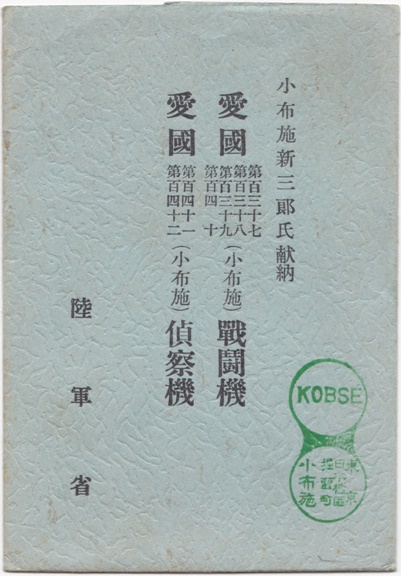 小布施新三郎氏献納
愛國
第百三十七
第百三十八
第百三十九
第百四十
(小布施)戰鬪機
愛國
第百四十一
第百四十二
(小布施)偵察機
陸軍省
KOBSE
東京
小布施